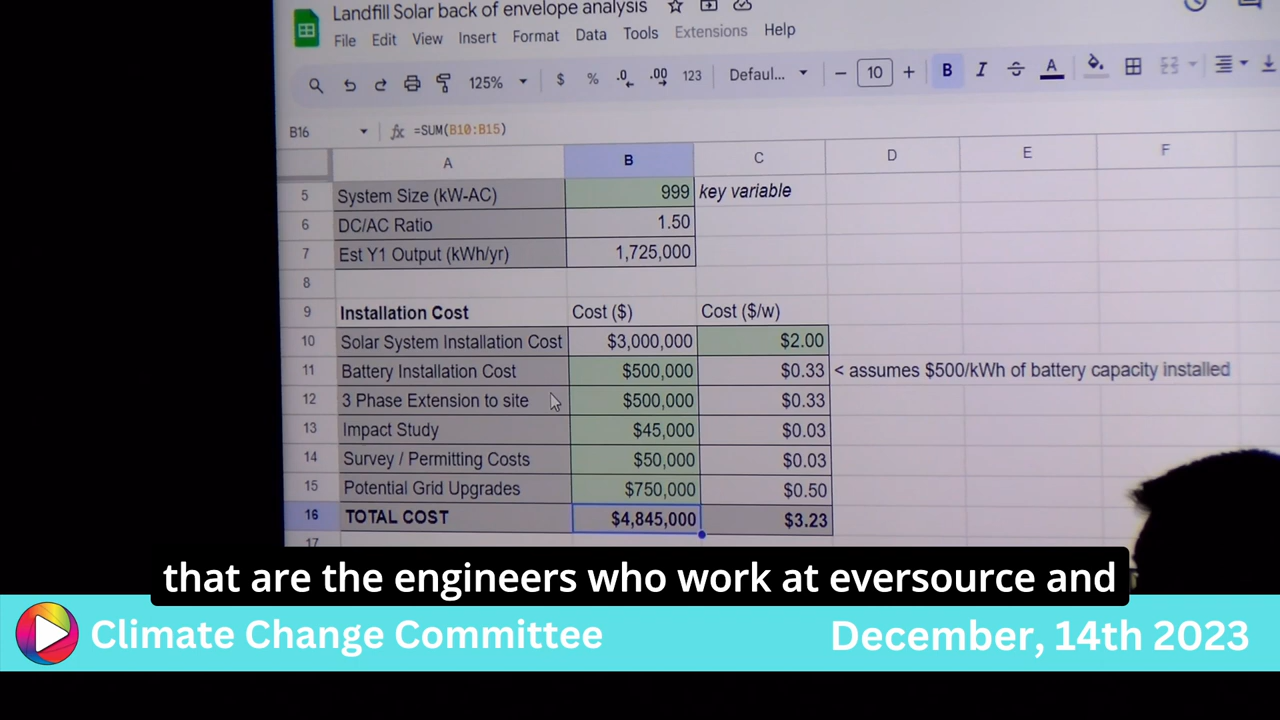 Landfill Solar back of envelope analysis
File Edit View Insert Format Data Tools Extensions Help
125% $ % .0 .00 123 Defaul... 10 B I A
B16 fx =SUM(B10:B15)
A B C D E F
5 System Size (kW-AC) 999 key variable
6 DC/AC Ratio 1.50
7 Est Y1 Output (kWh/yr) 1,725,000
8
9 Installation Cost Cost ($) Cost ($/w)
10 Solar System Installation Cost $3,000,000 $2.00
11 Battery Installation Cost $500,000 $0.33 < assumes $500/kWh of battery capacity installed
12 3 Phase Extension to site $500,000 $0.33
13 Impact Study $45,000 $0.03
14 Survey / Permitting Costs $50,000 $0.03
15 Potential Grid Upgrades $750,000 $0.50
16 TOTAL COST $4,845,000 $3.23
17
that are the engineers who work at eversource and
Climate Change Committee December, 14th 2023